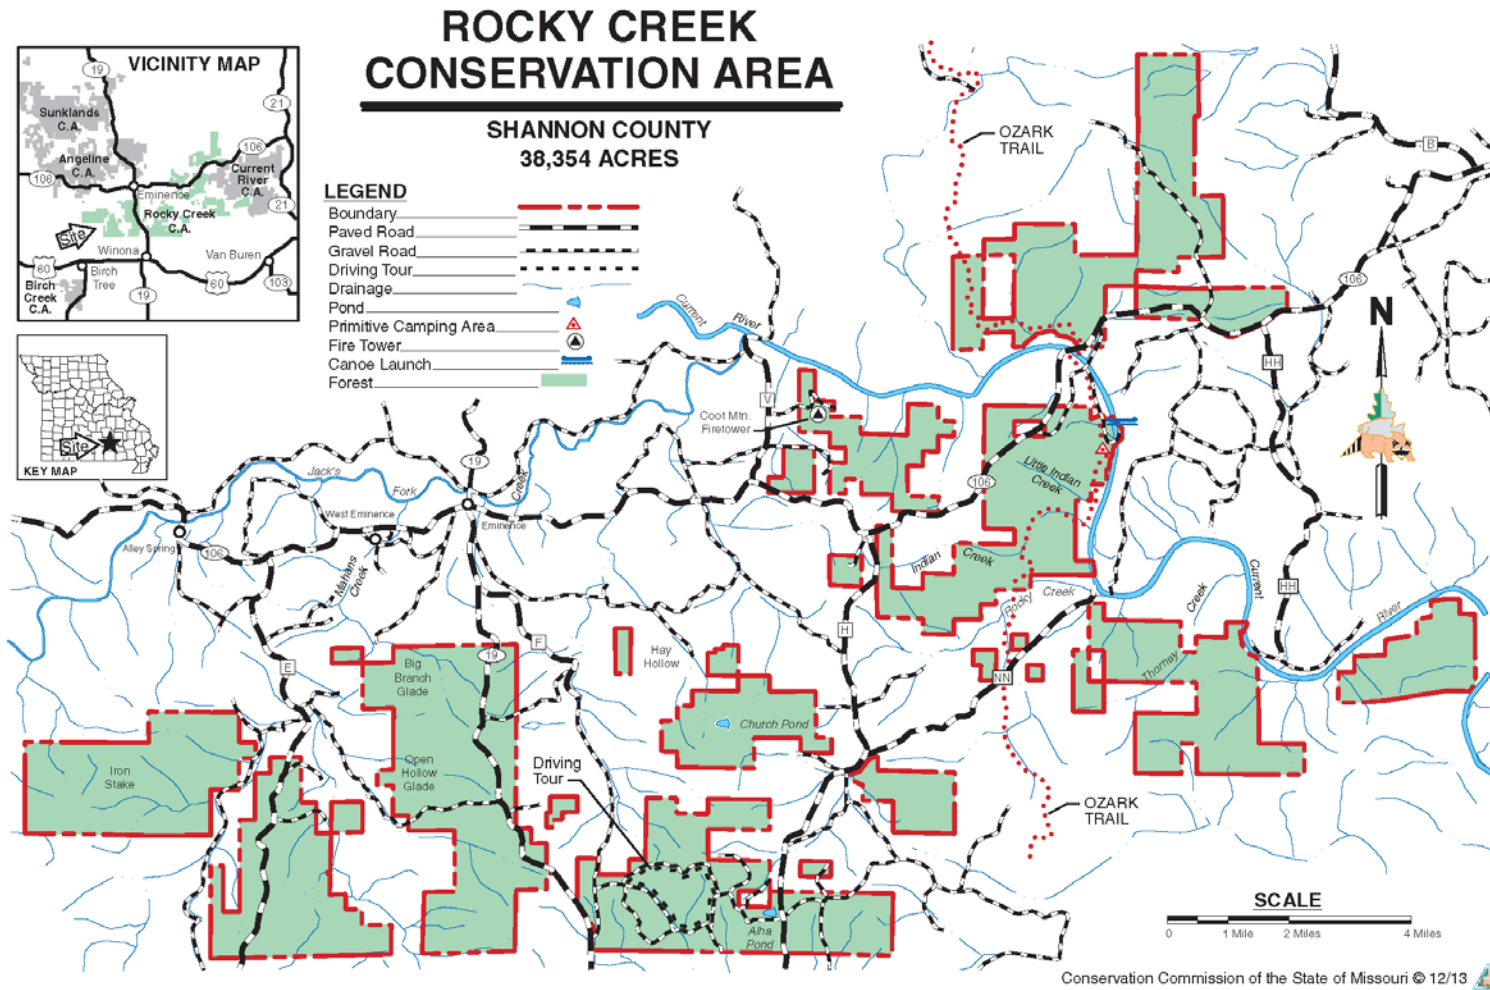 ROCKY CREEK
CONSERVATION AREA
SHANNON COUNTY
38,354 ACRES
VICINITY MAP
19
21
Sunklands
C.A.
Angeline
C.A.
106
106
Current
River
C.A.
Eminence
Rocky Creek
C.A.
21
Site
Winona
Van Buren
60
Birch
Tree
60
103
19
Birch
Creek
C.A.
Site
KEY MAP
LEGEND
Boundary
Paved Road
Gravel Road
Driving Tour
Drainage
Pond
Primitive Camping Area
Fire Tower
Canoe Launch
Forest
OZARK
TRAIL
B
106
N
HH
Current
River
V
Coot Mtn.
Firetower
Little Indian
Creek
106
19
Jack's
Fork
Creek
West Eminence
Eminence
Alley Spring
106
Mahans
Creek
Indian
Creek
Rocky
Creek
Creek
Current
HH
River
H
F
19
E
Big
Branch
Glade
Hay
Hollow
NN
Thorny
Church Pond
Iron
Stake
Open
Hollow
Glade
Driving
Tour
OZARK
TRAIL
Alha
Pond
SCALE
0
1 Mile
2 Miles
4 Miles
Conservation Commission of the State of Missouri © 12/13